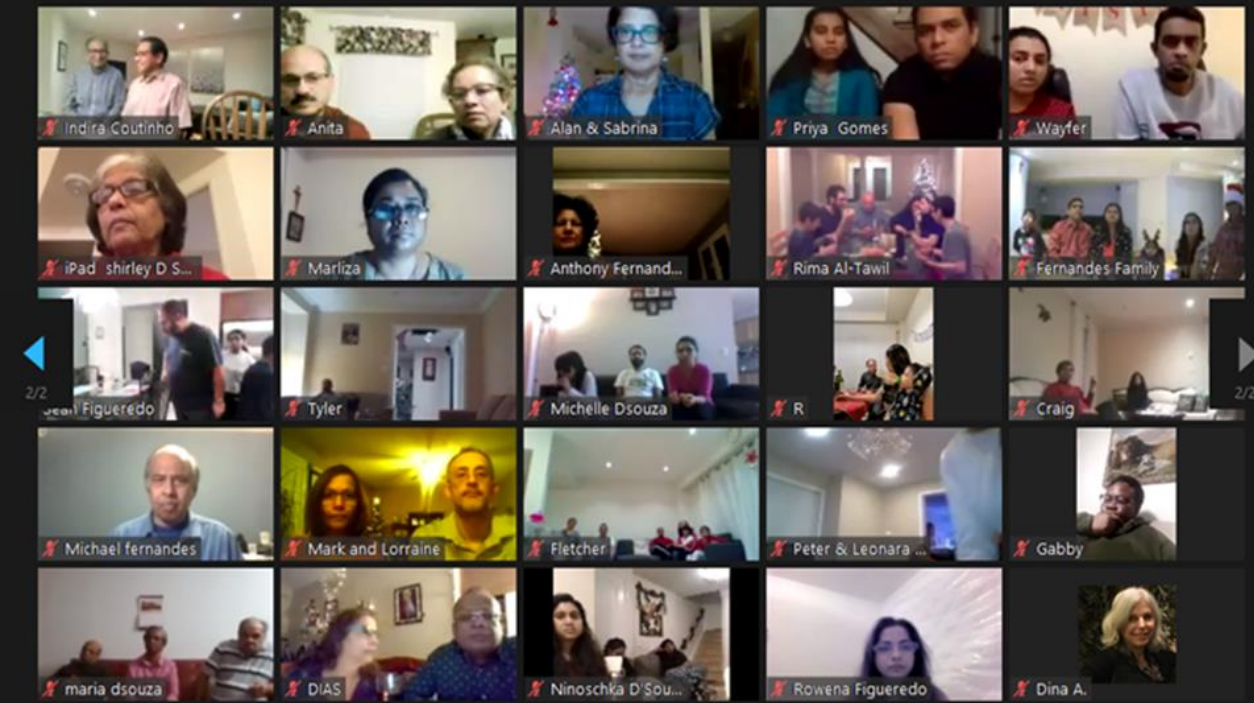 Indira Coutinho
Anita
Alan & Sabrina
Priya Gomes
Wayfer
iPad shirley D S...
Marliza
Anthony Fernand...
Rima Al-Tawil
Fernandes Family
2/2
Sean Figueredo
Tyler
Michelle Dsouza
R
Craig
2/2
Michael fernandes
Mark and Lorraine
Fletcher
Peter & Leonara ...
Gabby
maria dsouza
DIAS
Ninoschka D'Sou...
Rowena Figueredo
Dina A.